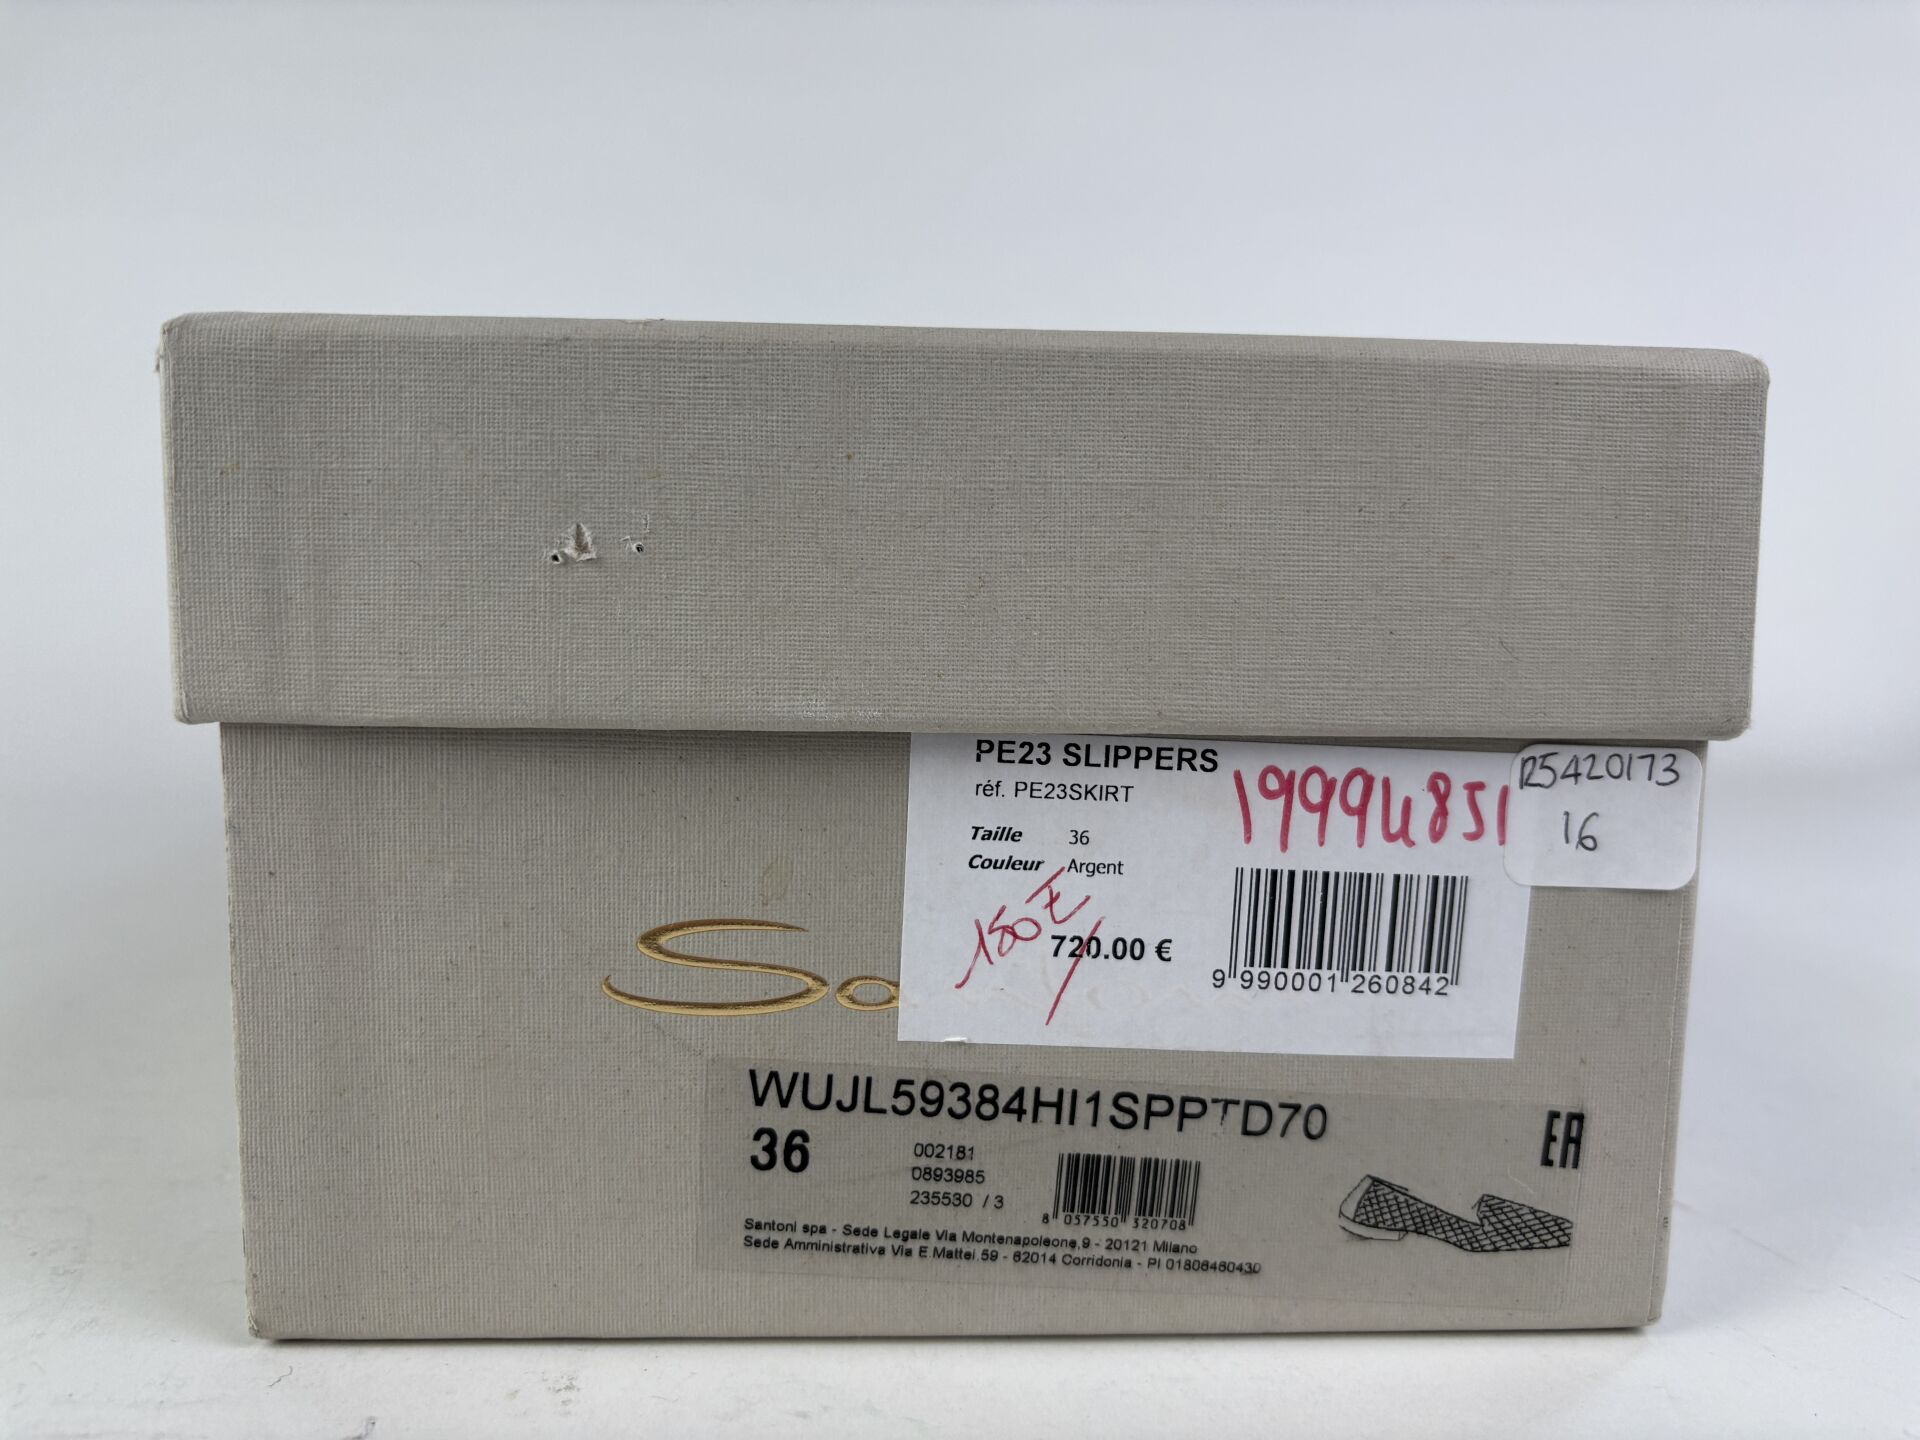 PE23 SLIPPERS
réf. PE23SKIRT
Taille 36
Couleur Argent
19994851
R5420173
16
720.00 €
9 990001 260842
WUJL59384HI1SPPTD70
36
EAC
002181
0893985
235530 / 3
8 057550 320708
Santoni spa - Sede Legale Via Montenapoleone,9 - 20121 Milano
Sede Amministrativa Via E.Mattei 59 - 62014 Corridonia - PI 01806460430